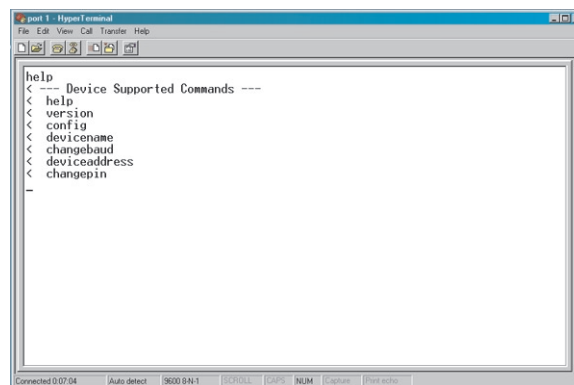 port 1 - HyperTerminal
File Edit View Call Transfer Help
help
< --- Device Supported Commands ---
< help
< version
< config
< devicename
< changebaud
< deviceaddress
< changepin
_
Connected 0:07:04 Auto detect 9600 8-N-1 SCROLL CAPS NUM Capture Print echo